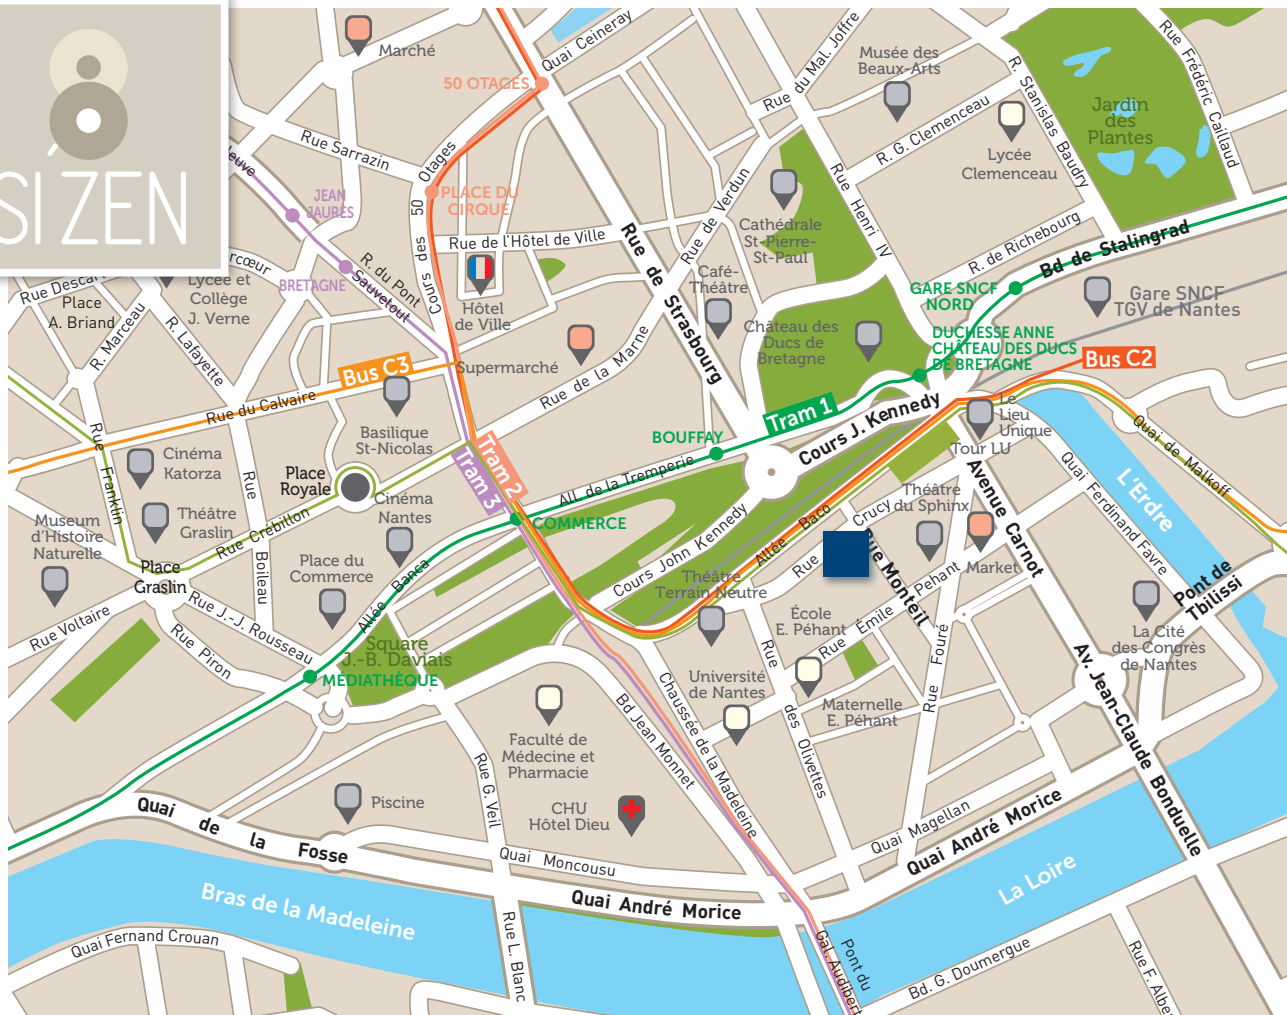 SIZEN
Marché
50 OTAGES
Quai Ceineray
Rue du Mal. Joffre
Musée des
Beaux-Arts
R. G. Clemenceau
Lycée
Clemenceau
R. Stanislas Baudry
Jardin
des
Plantes
Rue Frédéric Caillaud
Rue Sarrazin
Cours des 50 Otages
PLACE DU
CIRQUE
JEAN
JAURÈS
BRETAGNE
R. du Pont
Sauvetout
Rue de l'Hôtel de Ville
Hôtel
de Ville
Rue de Strasbourg
Rue de Verdun
Rue Henri IV
Cathédrale
St-Pierre-
St-Paul
Café-
Théâtre
Château des
Ducs de
Bretagne
R. de Richebourg
Bd de Stalingrad
GARE SNCF
NORD
Gare SNCF
TGV de Nantes
DUCHESSE ANNE
CHÂTEAU DES DUCS
DE BRETAGNE
Bus C2
Rue Descar
Place
A. Briand
Lycée et
Collège
J. Verne
R. Marceau
R. Lafayette
Bus C3
Rue du Calvaire
Supermarché
Rue de la Marne
Basilique
St-Nicolas
Rue Franklin
Cinéma
Katorza
Place
Royale
Rue Boileau
Théâtre
Graslin
Rue Crébillon
Cinéma
Nantes
Tram 2
Tram 3
Tram 1
BOUFFAY
All. de la Tremperie
COMMERCE
Cours J. Kennedy
Le
Lieu
Unique
Tour LU
Quai de Malkoff
L'Erdre
Quai Ferdinand Favre
Avenue Carnot
Museum
d'Histoire
Naturelle
Place
Graslin
Place du
Commerce
Allée Banca
Rue Voltaire
Rue J.-J. Rousseau
Rue Piron
Square
J.-B. Daviais
MÉDIATHÈQUE
Cours John Kennedy
Allée Baco
Théâtre
Terrain Neutre
Rue Crucy
Théâtre
du Sphinx
Market
Rue Monteil
École
E. Péhant
Rue Émile Pehant
Maternelle
E. Péhant
Rue Fouré
Rue des Olivettes
Université
de Nantes
Pont de
Tbilissi
La Cité
des Congrès
de Nantes
Av. Jean-Claude Bonduelle
Faculté de
Médecine et
Pharmacie
CHU
Hôtel Dieu
Bd Jean Monnet
Chaussée de la Madeleine
Rue G. Veil
Piscine
Quai de la Fosse
Quai Moncousu
Quai André Morice
Quai Magellan
Quai André Morice
La Loire
Bras de la Madeleine
Quai Fernand Crouan
Rue L. Blanc
Pont du
Gal. Audibert
Bd. G. Doumergue